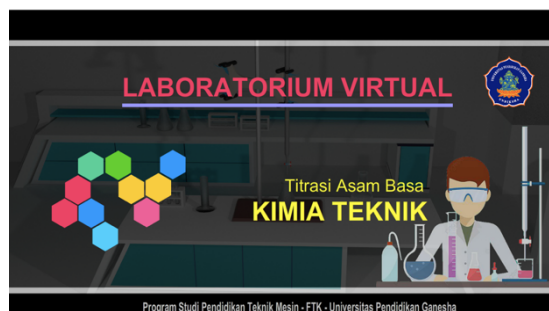 LABORATORIUM VIRTUAL
Titrasi Asam Basa
KIMIA TEKNIK
Program Studi Pendidikan Teknik Mesin - FTK - Universitas Pendidikan Ganesha